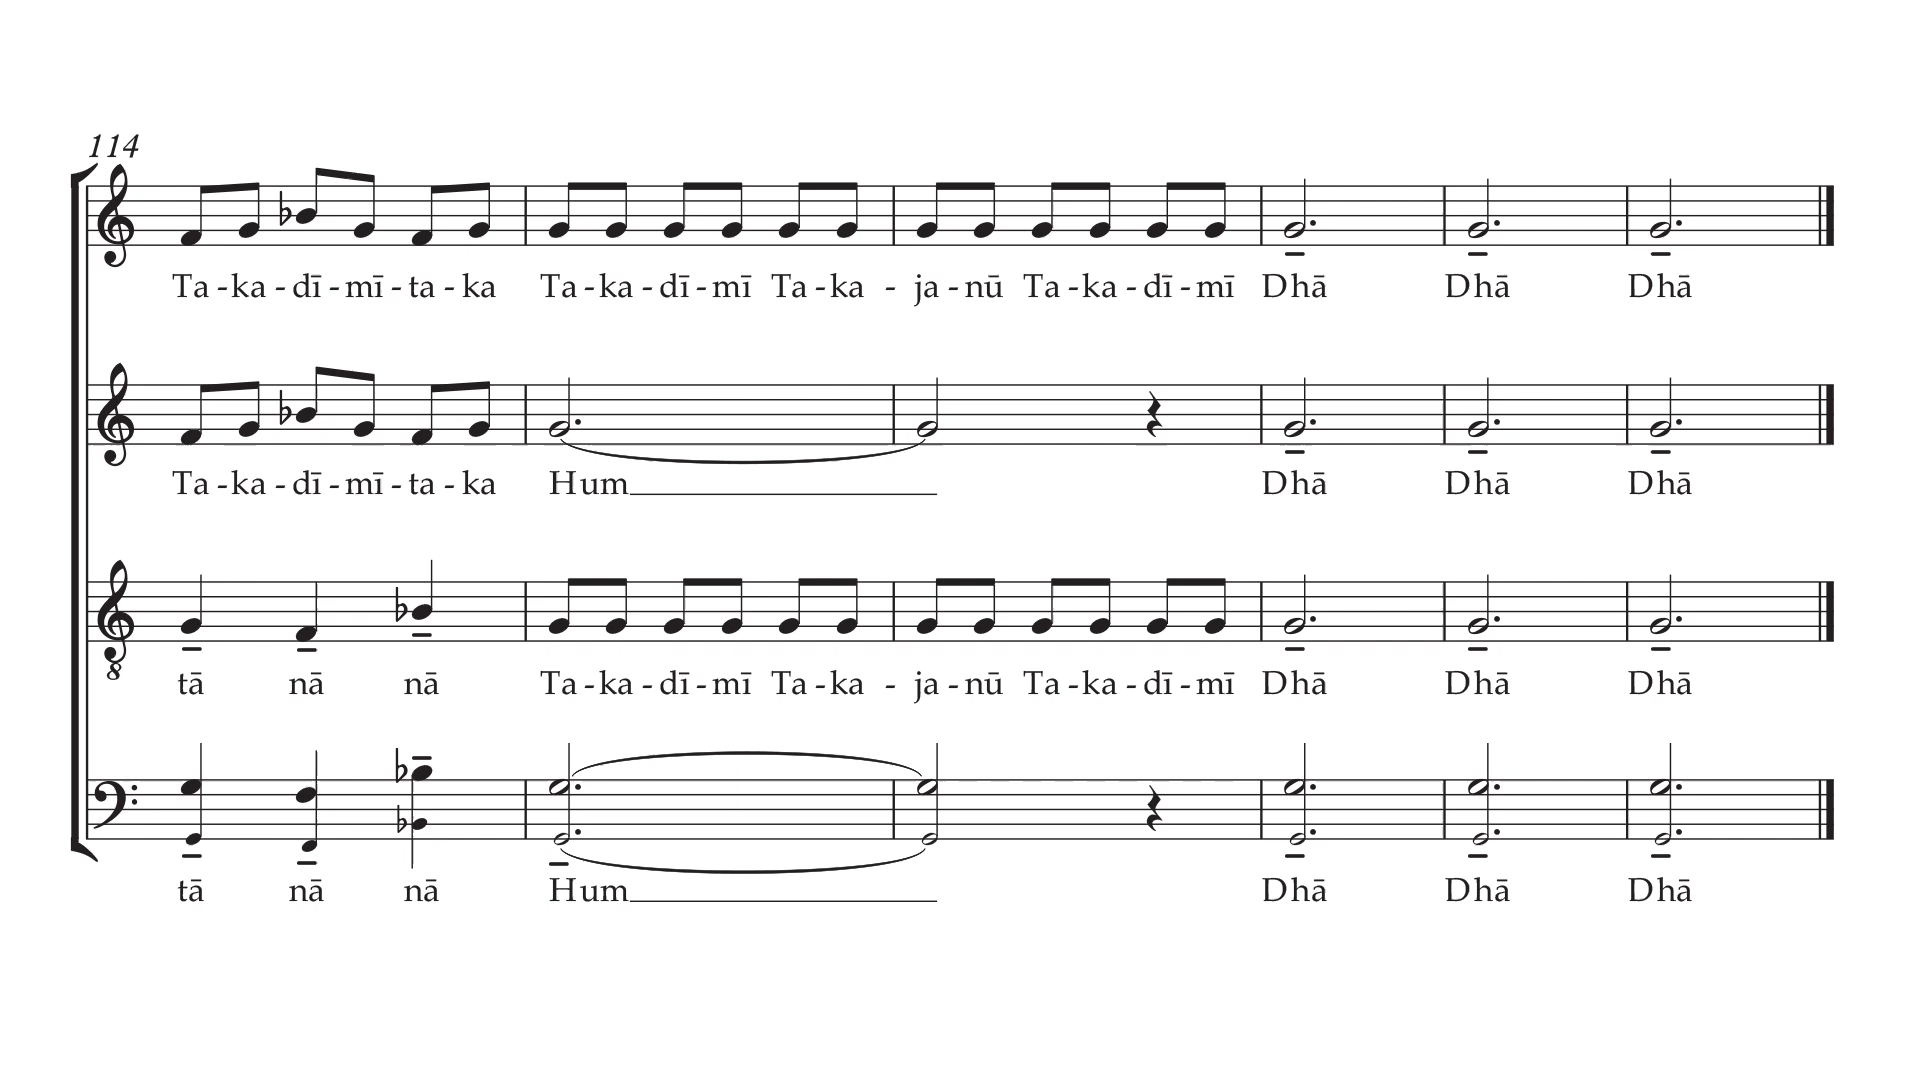 114
Ta - ka - dī - mī - ta - ka Ta - ka - dī - mī Ta - ka - ja - nū Ta - ka - dī - mī Dhā Dhā Dhā
Ta - ka - dī - mī - ta - ka Hum Dhā Dhā Dhā
8
tā nā nā Ta - ka - dī - mī Ta - ka - ja - nū Ta - ka - dī - mī Dhā Dhā Dhā
tā nā nā Hum Dhā Dhā Dhā